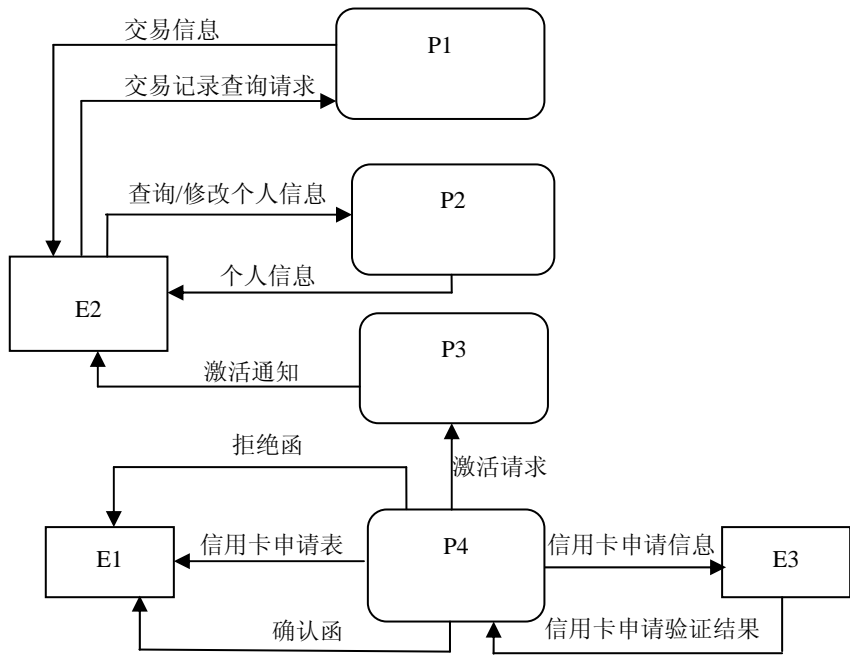 交易信息
P1
交易记录查询请求
查询/修改个人信息
P2
个人信息
E2
P3
激活通知
拒绝函
激活请求
E1
信用卡申请表
P4
信用卡申请信息
E3
确认函
信用卡申请验证结果